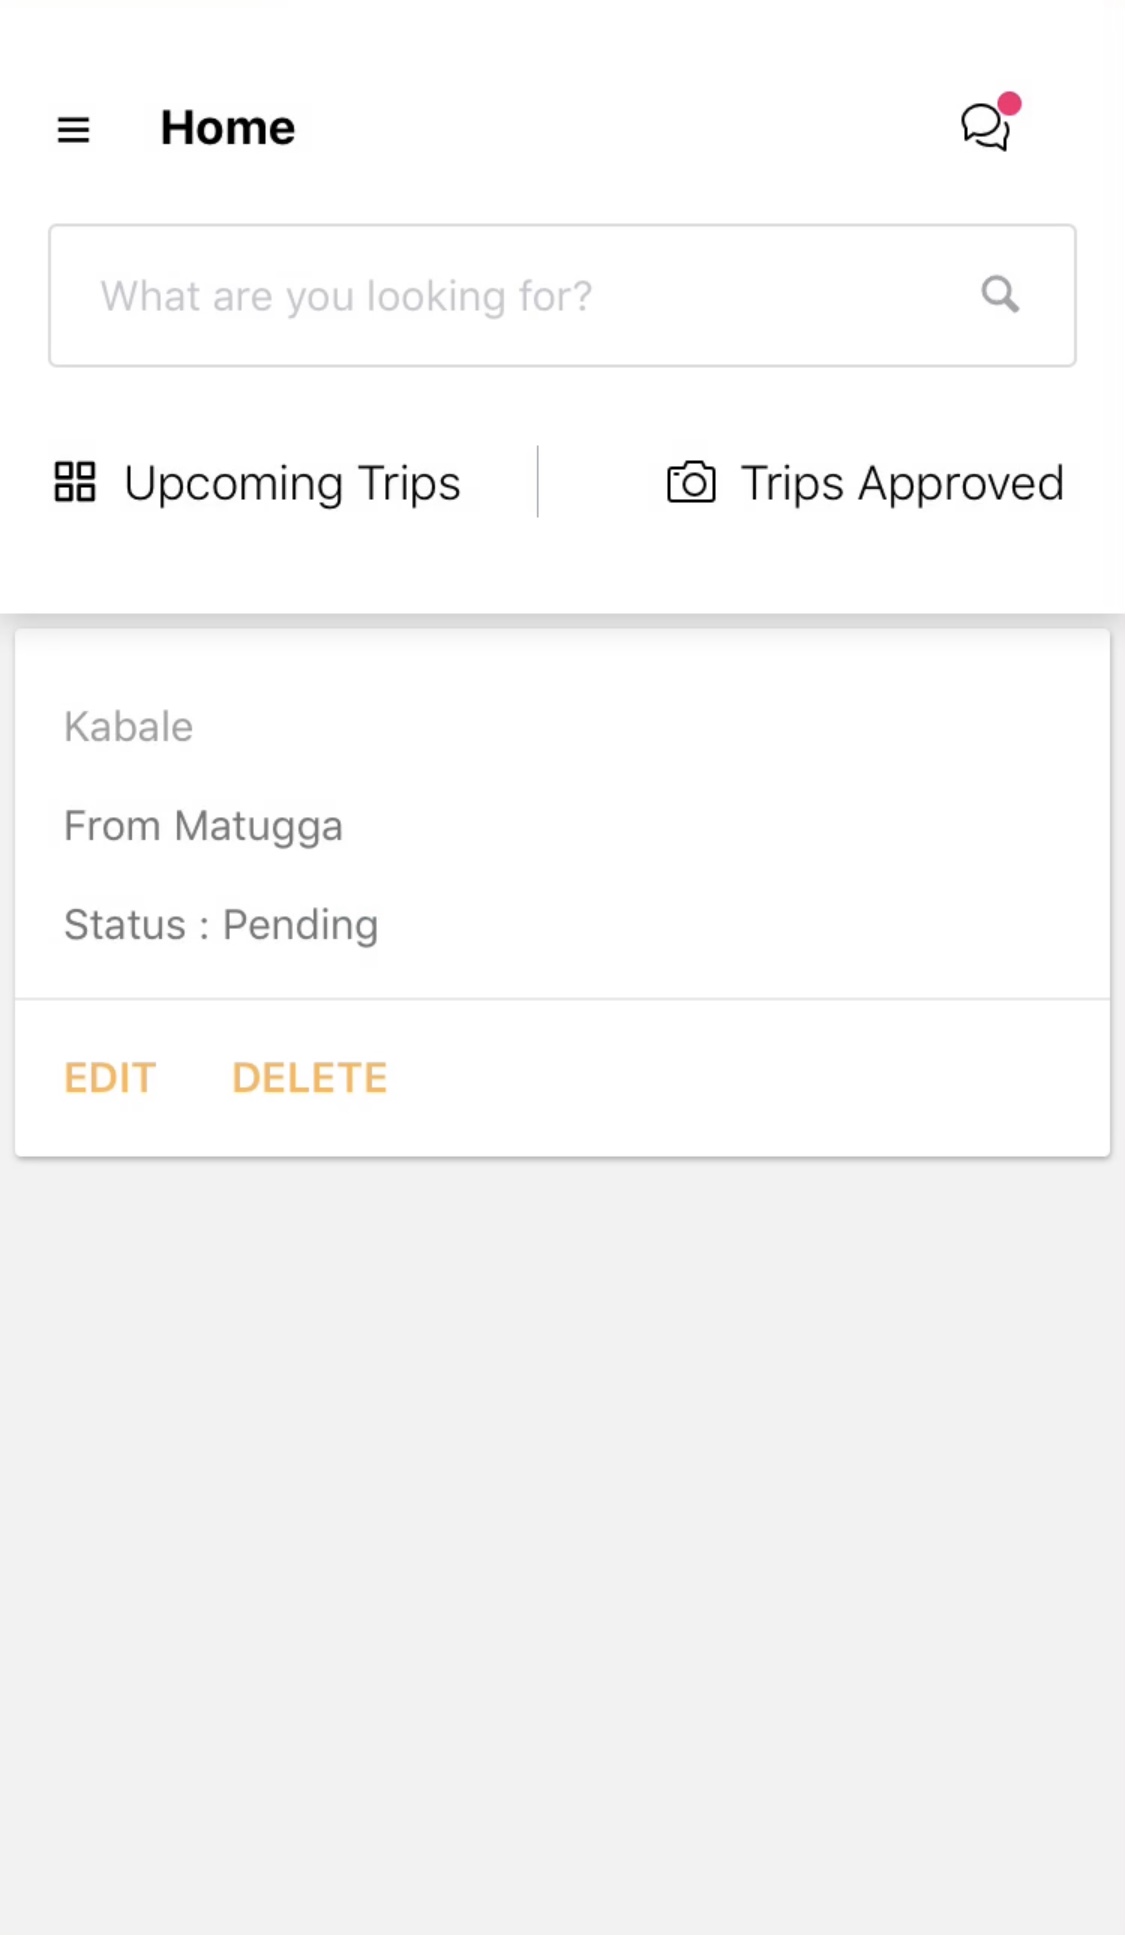 Home
What are you looking for?
Upcoming Trips
Trips Approved
Kabale
From Matugga
Status : Pending
EDIT
DELETE